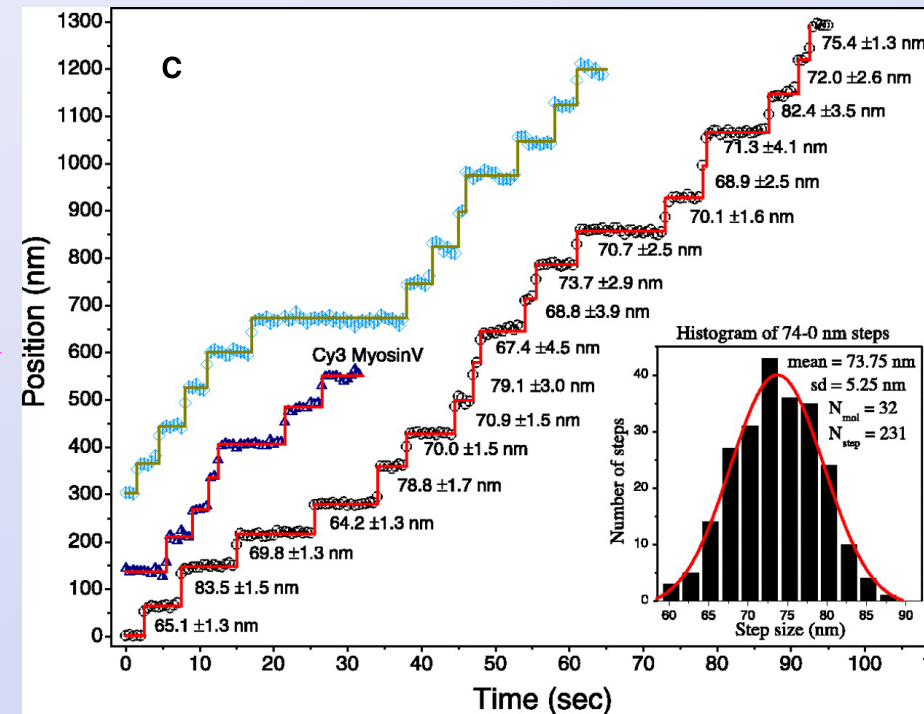 C
1300
1200
1100
1000
900
800
700
600
500
400
300
200
100
0
Position (nm)
75.4 ±1.3 nm
72.0 ±2.6 nm
82.4 ±3.5 nm
71.3 ±4.1 nm
68.9 ±2.5 nm
70.1 ±1.6 nm
70.7 ±2.5 nm
73.7 ±2.9 nm
68.8 ±3.9 nm
67.4 ±4.5 nm
79.1 ±3.0 nm
70.9 ±1.5 nm
70.0 ±1.5 nm
78.8 ±1.7 nm
64.2 ±1.3 nm
69.8 ±1.3 nm
83.5 ±1.5 nm
65.1 ±1.3 nm
Cy3 MyosinV
Histogram of 74-0 nm steps
mean = 73.75 nm
sd = 5.25 nm
Nmol = 32
Nstep = 231
Number of steps
40
30
20
10
0
60 65 70 75 80 85 90
Step size (nm)
0 10 20 30 40 50 60 70 80 90 100
Time (sec)